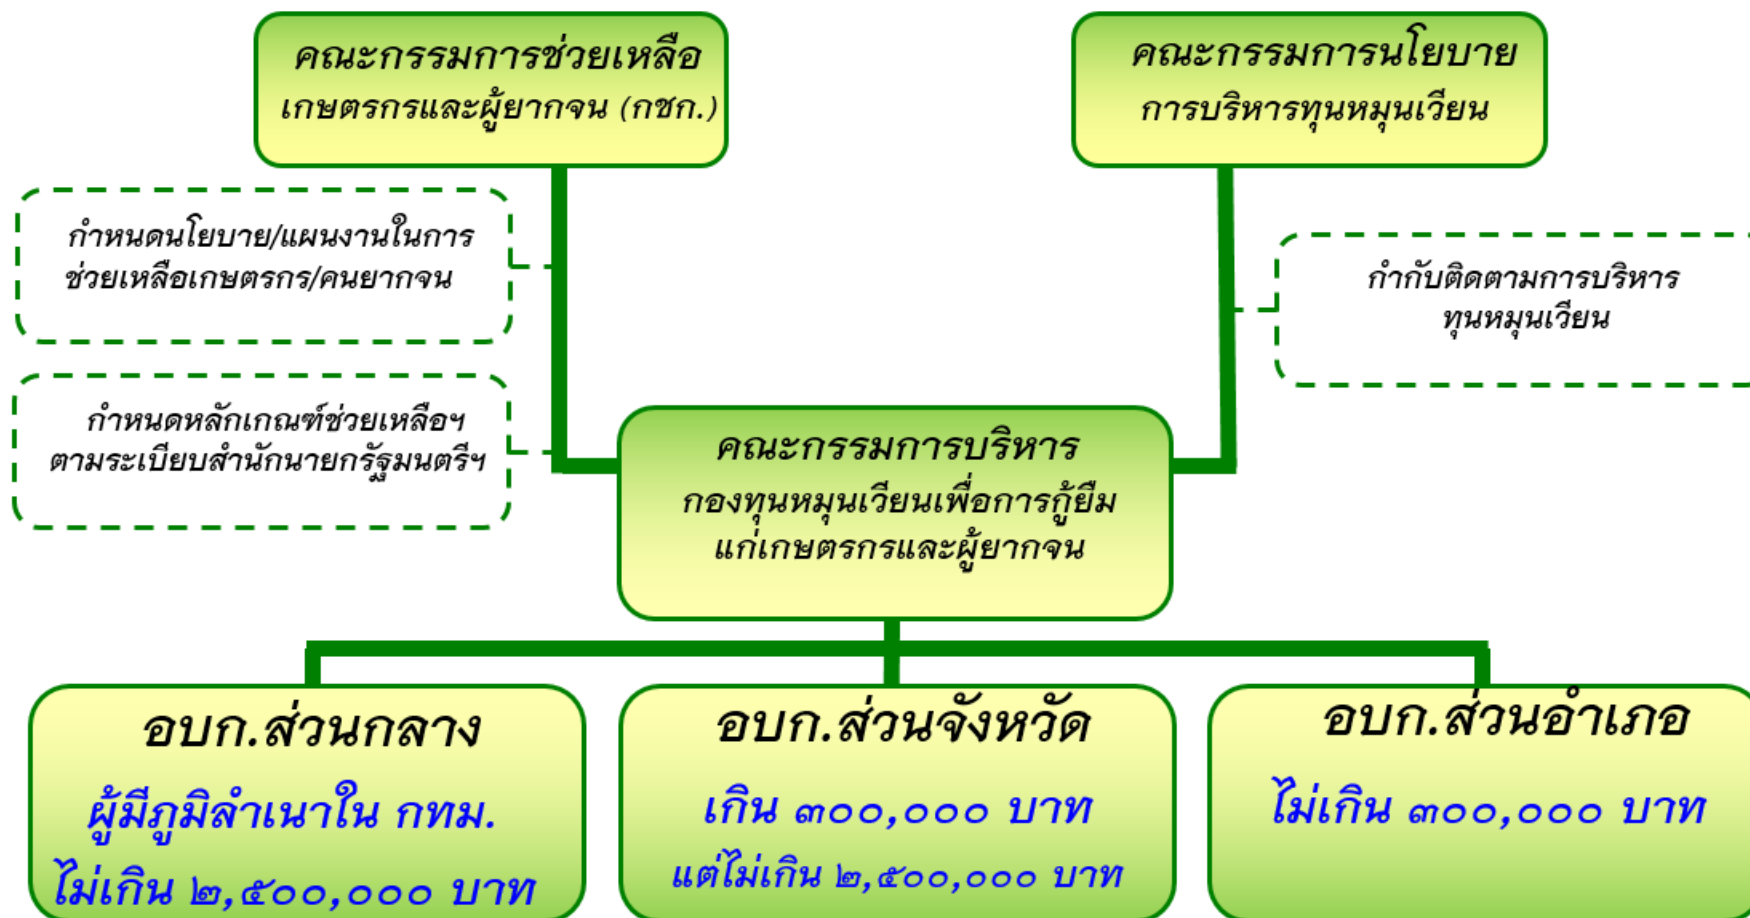 คณะกรรมการช่วยเหลือ
เกษตรกรและผู้ยากจน (กชก.)
คณะกรรมการนโยบาย
การบริหารทุนหมุนเวียน
กำหนดนโยบาย/แผนงานในการ
ช่วยเหลือเกษตรกร/คนยากจน
กำกับติดตามการบริหาร
ทุนหมุนเวียน
กำหนดหลักเกณฑ์ช่วยเหลือฯ
ตามระเบียบสำนักนายกรัฐมนตรีฯ
คณะกรรมการบริหาร
กองทุนหมุนเวียนเพื่อการกู้ยืม
แก่เกษตรกรและผู้ยากจน
อบก.ส่วนกลาง
ผู้มีภูมิลำเนาใน กทม.
ไม่เกิน ๒,๕๐๐,๐๐๐ บาท
อบก.ส่วนจังหวัด
เกิน ๓๐๐,๐๐๐ บาท
แต่ไม่เกิน ๒,๕๐๐,๐๐๐ บาท
อบก.ส่วนอำเภอ
ไม่เกิน ๓๐๐,๐๐๐ บาท